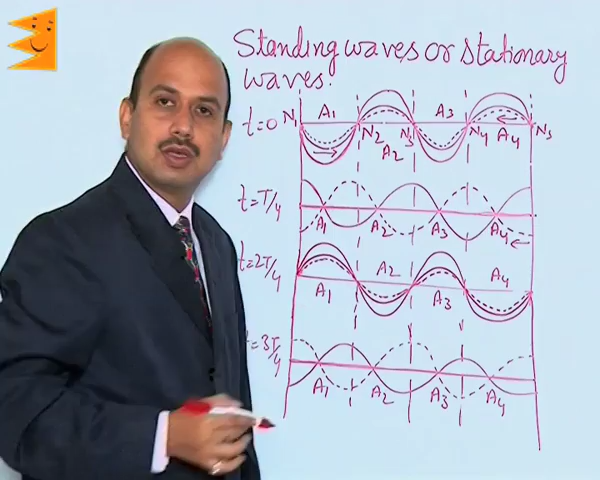 Standing waves or stationary
waves.
t=0 N1 A1 N2 A2 N3 A3 N4 A4 N5
t=T/4 A1 A2 A3 A4
t=2T/4 A1 A2 A3 A4
t=3T/4 A1 A2 A3 A4